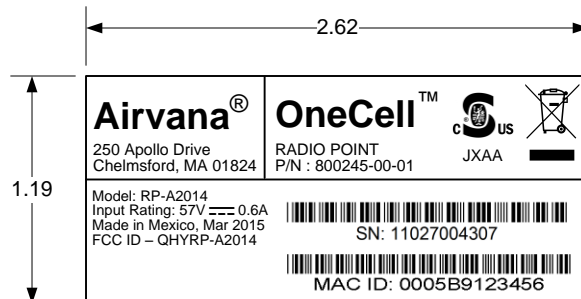 2.62
1.19
Airvana®
250 Apollo Drive
Chelmsford, MA 01824
OneCell™
RADIO POINT
P/N : 800245-00-01
C S® US
JXAA
Model: RP-A2014
Input Rating: 57V ⎓ 0.6A
Made in Mexico, Mar 2015
FCC ID – QHYRP-A2014
SN: 11027004307
MAC ID: 0005B9123456